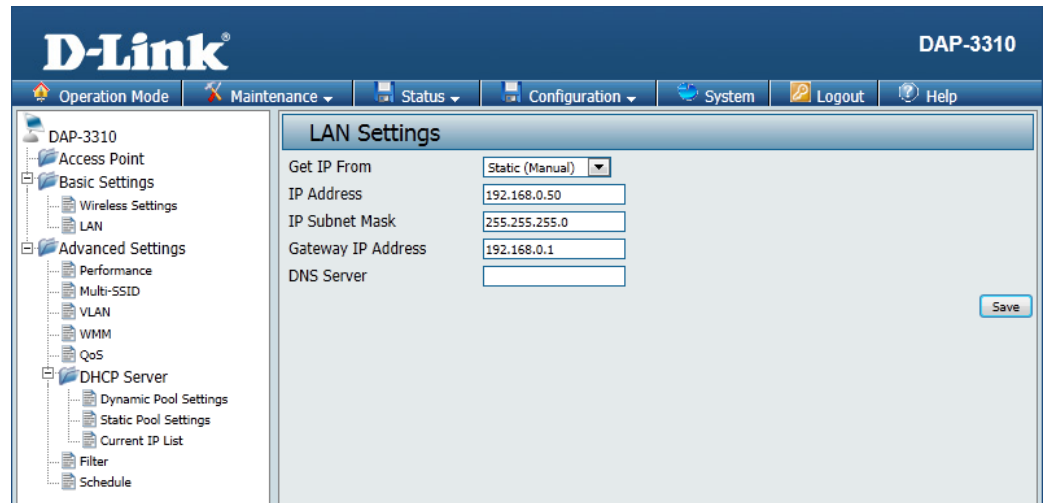 D-Link®
DAP-3310
Operation Mode
Maintenance
Status
Configuration
System
Logout
Help
DAP-3310
Access Point
Basic Settings
Wireless Settings
LAN
Advanced Settings
Performance
Multi-SSID
VLAN
WMM
QoS
DHCP Server
Dynamic Pool Settings
Static Pool Settings
Current IP List
Filter
Schedule
LAN Settings
Get IP From Static (Manual)
IP Address 192.168.0.50
IP Subnet Mask 255.255.255.0
Gateway IP Address 192.168.0.1
DNS Server
Save